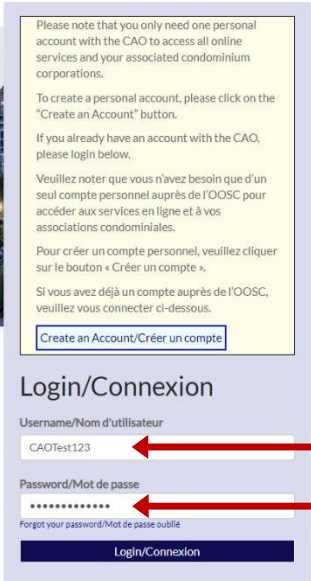 Please note that you only need one personal
account with the CAO to access all online
services and your associated condominium
corporations.
To create a personal account, please click on the
"Create an Account" button.
If you already have an account with the CAO,
please login below.
Veuillez noter que vous n'avez besoin que d'un
seul compte personnel auprès de l'OOSC pour
accéder aux services en ligne et à vos
associations condominiales.
Pour créer un compte personnel, veuillez cliquer
sur le bouton « Créer un compte ».
Si vous avez déjà un compte auprès de l'OOSC,
veuillez vous connecter ci-dessous.
Create an Account/Créer un compte
Login/Connexion
Username/Nom d'utilisateur
CAOTest123
Password/Mot de passe
•••••••••••••
Forgot your password/Mot de passe oublié
Login/Connexion